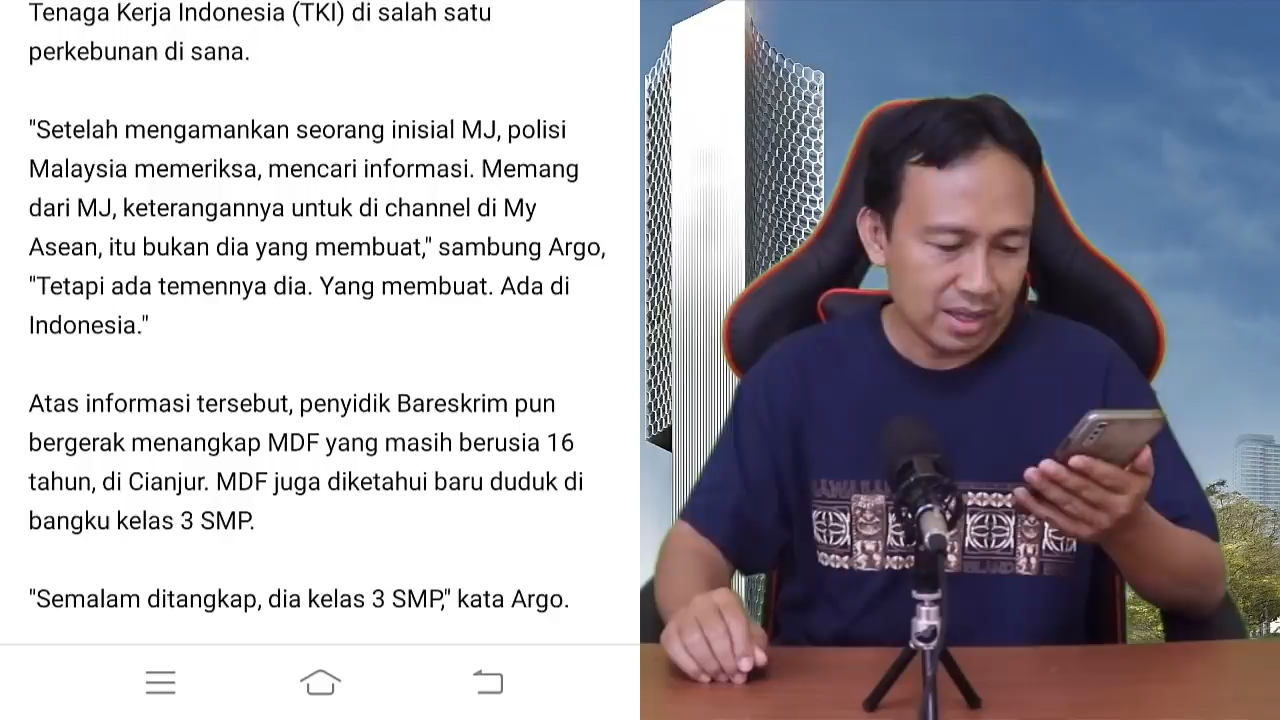 Tenaga Kerja Indonesia (TKI) di salah satu
perkebunan di sana.
"Setelah mengamankan seorang inisial MJ, polisi
Malaysia memeriksa, mencari informasi. Memang
dari MJ, keterangannya untuk di channel di My
Asean, itu bukan dia yang membuat," sambung Argo,
"Tetapi ada temennya dia. Yang membuat. Ada di
Indonesia."
Atas informasi tersebut, penyidik Bareskrim pun
bergerak menangkap MDF yang masih berusia 16
tahun, di Cianjur. MDF juga diketahui baru duduk di
bangku kelas 3 SMP.
"Semalam ditangkap, dia kelas 3 SMP," kata Argo.